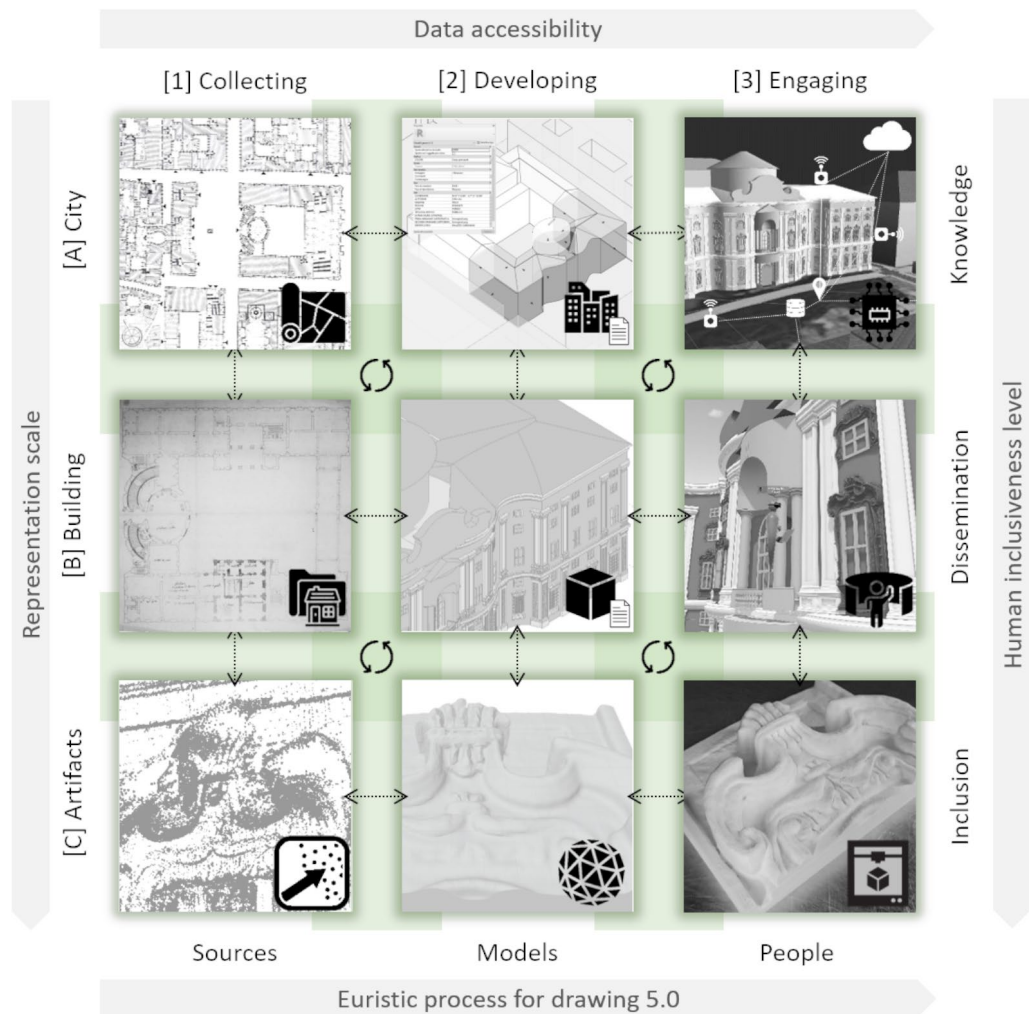 Data accessibility
[1] Collecting
[2] Developing
[3] Engaging
[A] City
Knowledge
Representation scale
[B] Building
Dissemination
Human inclusiveness level
[C] Artifacts
Inclusion
Sources
Models
People
Euristic process for drawing 5.0